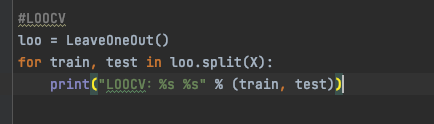 #LOOCV
loo = LeaveOneOut()
for train, test in loo.split(X):
    print("LOOCV: %s %s" % (train, test))